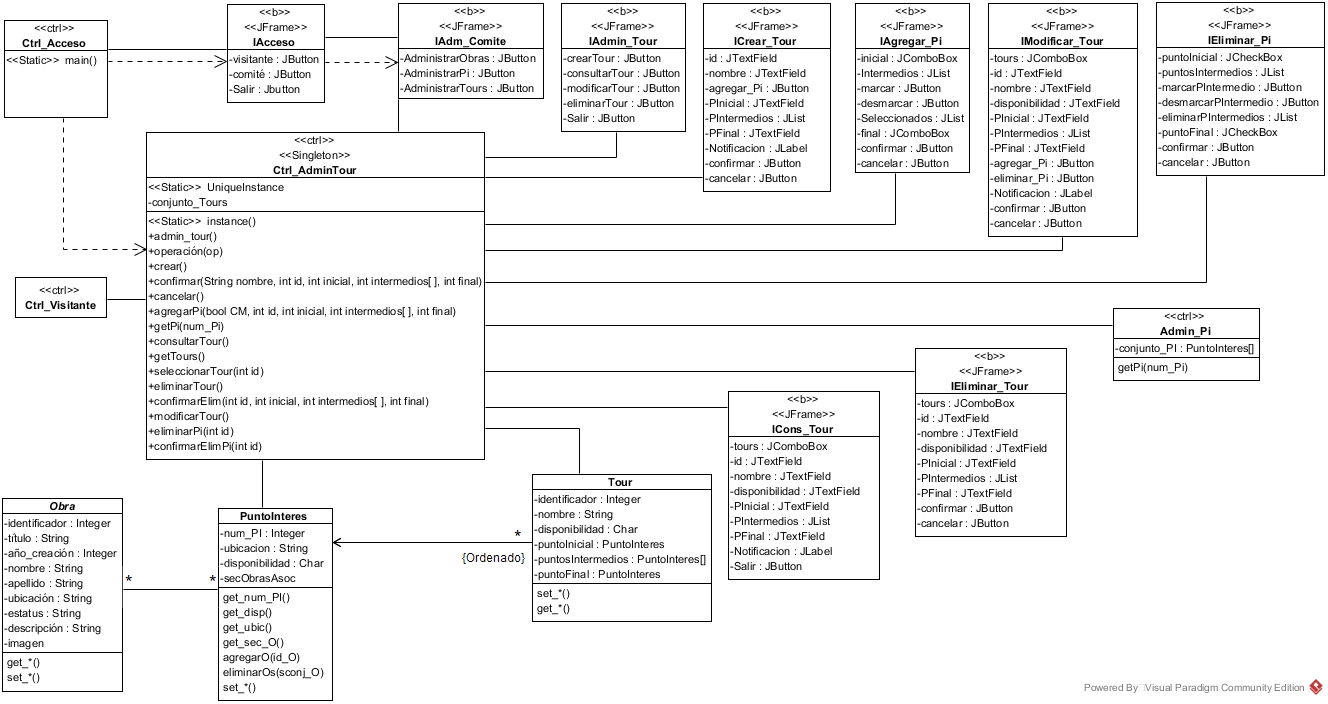 <<ctrl>>
Ctrl_Acceso
<<Static>> main()
<<b>>
<<JFrame>>
IAcceso
-visitante : JButton
-comité : JButton
-Salir : Jbutton
<<b>>
<<JFrame>>
IAdm_Comite
-AdministrarObras : JButton
-AdministrarPi : JButton
-AdministrarTours : JButton
<<b>>
<<JFrame>>
IAdmin_Tour
-crearTour : JButton
-consultarTour : JButton
-modificarTour : JButton
-eliminarTour : JButton
-Salir : JButton
<<b>>
<<JFrame>>
ICrear_Tour
-id : JTextField
-nombre : JTextField
-agregar_Pi : JButton
-PInicial : JTextField
-PIntermedios : JList
-PFinal : JTextField
-Notificacion : JLabel
-confirmar : JButton
-cancelar : JButton
<<b>>
<<JFrame>>
IAgregar_Pi
-inicial : JComboBox
-Intermedios : JList
-marcar : JButton
-desmarcar : JButton
-Seleccionados : JList
-final : JComboBox
-confirmar : JButton
-cancelar : JButton
<<b>>
<<JFrame>>
IModificar_Tour
-tours : JComboBox
-id : JTextField
-nombre : JTextField
-disponibilidad : JTextField
-PInicial : JTextField
-PIntermedios : JList
-PFinal : JTextField
-agregar_Pi : JButton
-eliminar_Pi : JButton
-Notificacion : JLabel
-confirmar : JButton
-cancelar : JButton
<<b>>
<<JFrame>>
IEliminar_Pi
-puntoInicial : JCheckBox
-puntosIntermedios : JList
-marcarPIntermedio : JButton
-desmarcarPIntermedio : JButton
-eliminarPIntermedios : JList
-puntoFinal : JCheckBox
-confirmar : JButton
-cancelar : JButton
<<ctrl>>
<Singleton>>
Ctrl_AdminTour
<<Static>> UniqueInstance
-conjunto_Tours
<<Static>> instance()
+admin_tour()
+operación(op)
+crear()
+confirmar(String nombre, int id, int inicial, int intermedios[ ], int final)
+cancelar()
+agregarPi(bool CM, int id, int inicial, int intermedios[ ], int final)
+getPi(num_Pi)
+consultarTour()
+getTours()
+seleccionarTour(int id)
+eliminarTour()
+confirmarElim(int id, int inicial, int intermedios[ ], int final)
+modificarTour()
+eliminarPi(int id)
+confirmarElimPi(int id)
<<ctrl>>
Ctrl_Visitante
<<ctrl>>
Admin_Pi
-conjunto_PI : PuntoInteres[]
getPi(num_Pi)
<<b>>
<<JFrame>>
IEliminar_Tour
-tours : JComboBox
-id : JTextField
-nombre : JTextField
-disponibilidad : JTextField
-PInicial : JTextField
-PIntermedios : JList
-PFinal : JTextField
-confirmar : JButton
-cancelar : JButton
<<b>>
<<JFrame>>
ICons_Tour
-tours : JComboBox
-id : JTextField
-nombre : JTextField
-disponibilidad : JTextField
-PInicial : JTextField
-PIntermedios : JList
-PFinal : JTextField
-Notificacion : JLabel
-Salir : JButton
Tour
-identificador : Integer
-nombre : String
-disponibilidad : Char
-puntoInicial : PuntoInteres
-puntosIntermedios : PuntoInteres[]
-puntoFinal : PuntoInteres
set_*()
get_*()
*
{Ordenado}
Obra
-identificador : Integer
-título : String
-año_creación : Integer
-nombre : String
-apellido : String
-ubicación : String
-estatus : String
-descripción : String
-imagen
get_*()
set_*()
*
*
PuntoInteres
-num_PI : Integer
-ubicacion : String
-disponibilidad : Char
-secObrasAsoc
get_num_PI()
get_disp()
get_ubic()
get_sec_O()
agregarO(id_O)
eliminarOs(sconj_O)
set_*()
Powered By Visual Paradigm Community Edition